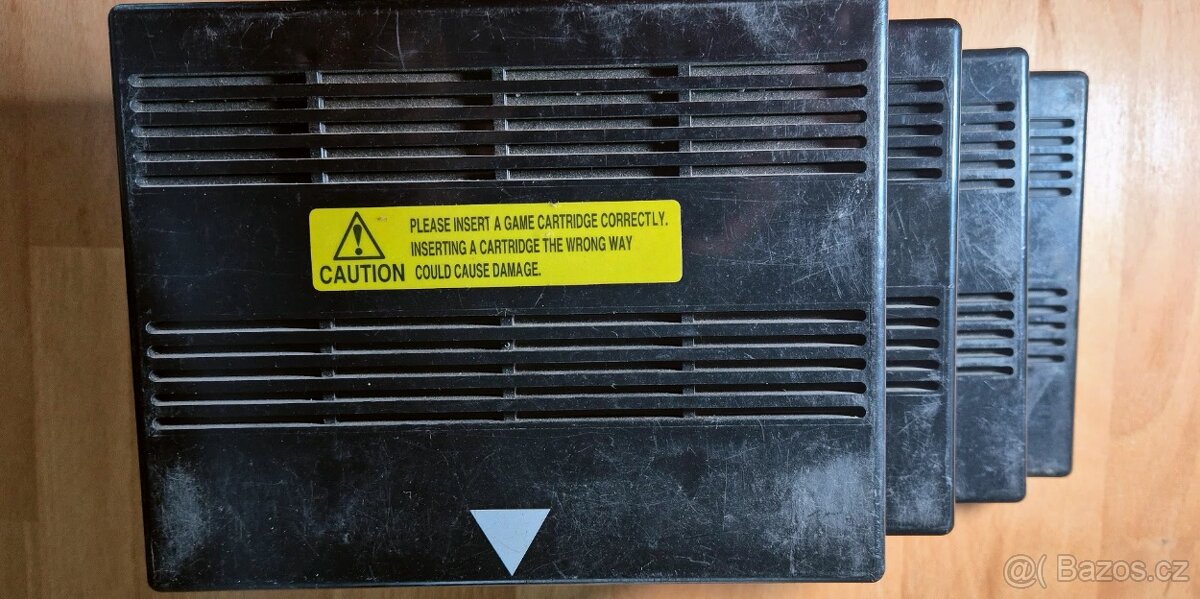 PLEASE INSERT A GAME CARTRIDGE CORRECTLY.
INSERTING A CARTRIDGE THE WRONG WAY
CAUTION COULD CAUSE DAMAGE.
@( Bazos.cz